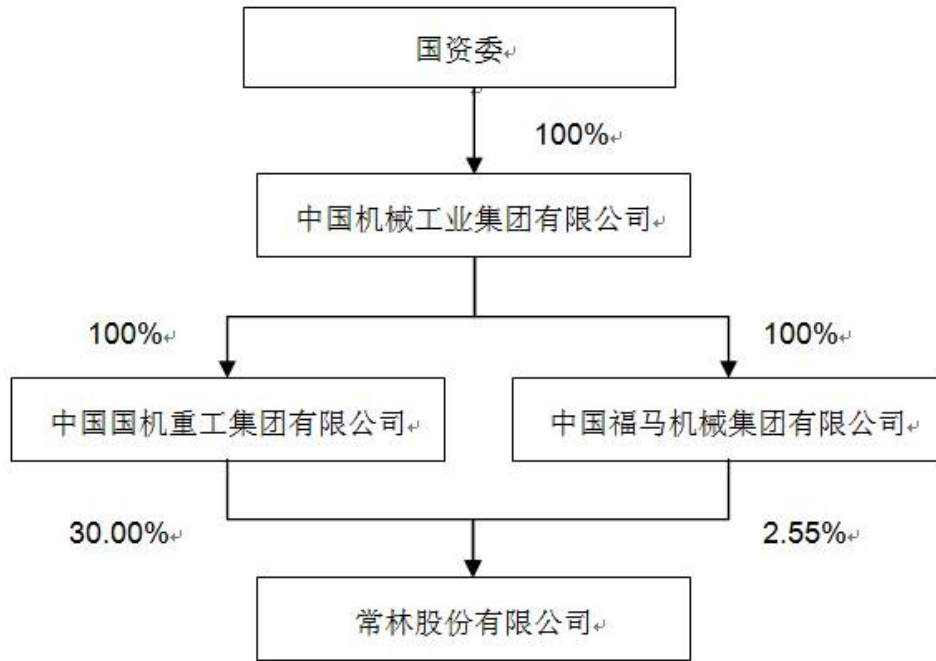 国资委
100%
中国机械工业集团有限公司
100%
100%
中国国机重工集团有限公司
中国福马机械集团有限公司
30.00%
2.55%
常林股份有限公司